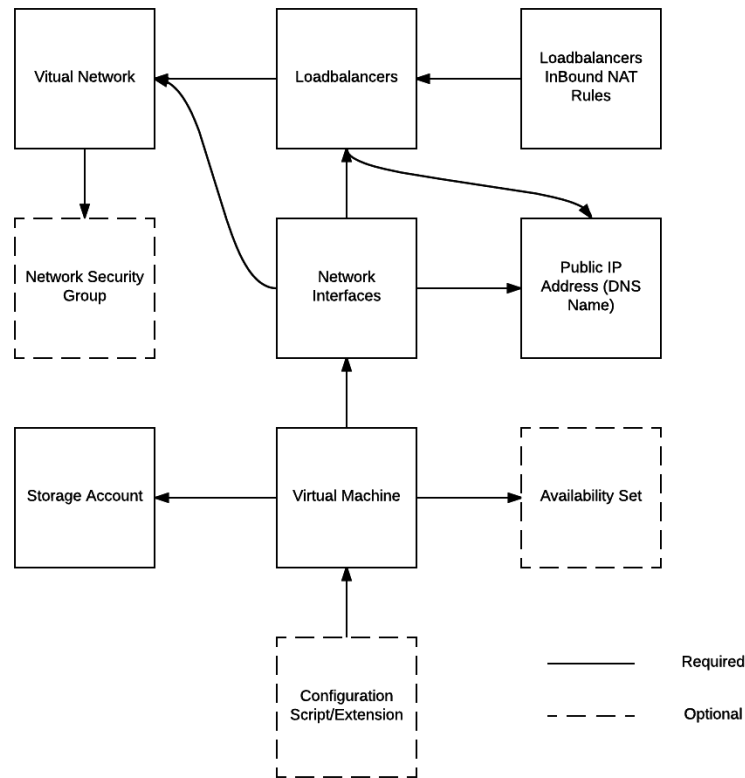 Vitual Network
Loadbalancers
Loadbalancers
InBound NAT
Rules
Network Security
Group
Network
Interfaces
Public IP
Address (DNS
Name)
Storage Account
Virtual Machine
Availability Set
Configuration
Script/Extension
Required
Optional